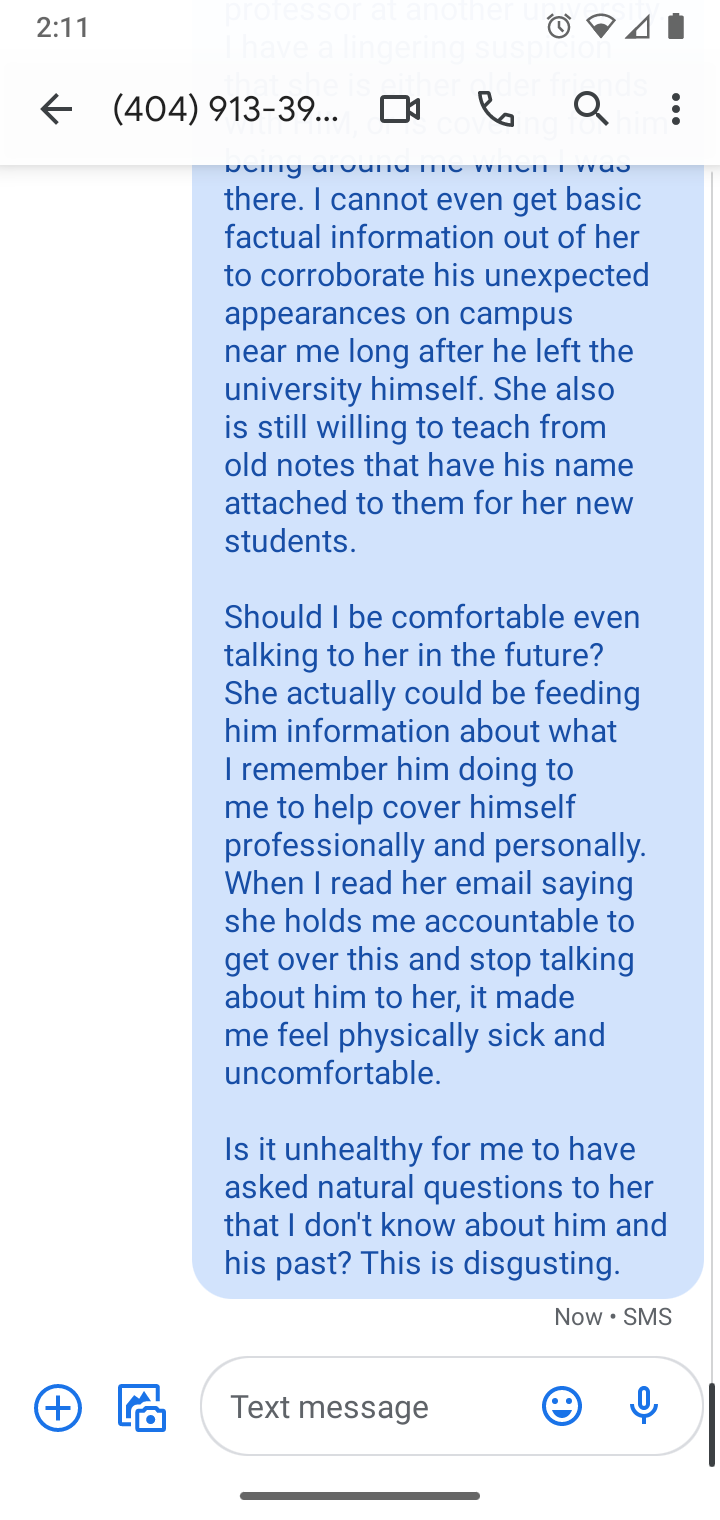 2:11
professor at another university.
I have a lingering suspicion
that she is either older friends
with HIM, or is covering for him
(404) 913-39...
being around me when I was
there. I cannot even get basic
factual information out of her
to corroborate his unexpected
appearances on campus
near me long after he left the
university himself. She also
is still willing to teach from
old notes that have his name
attached to them for her new
students.
Should I be comfortable even
talking to her in the future?
She actually could be feeding
him information about what
I remember him doing to
me to help cover himself
professionally and personally.
When I read her email saying
she holds me accountable to
get over this and stop talking
about him to her, it made
me feel physically sick and
uncomfortable.
Is it unhealthy for me to have
asked natural questions to her
that I don't know about him and
his past? This is disgusting.
Now • SMS
Text message